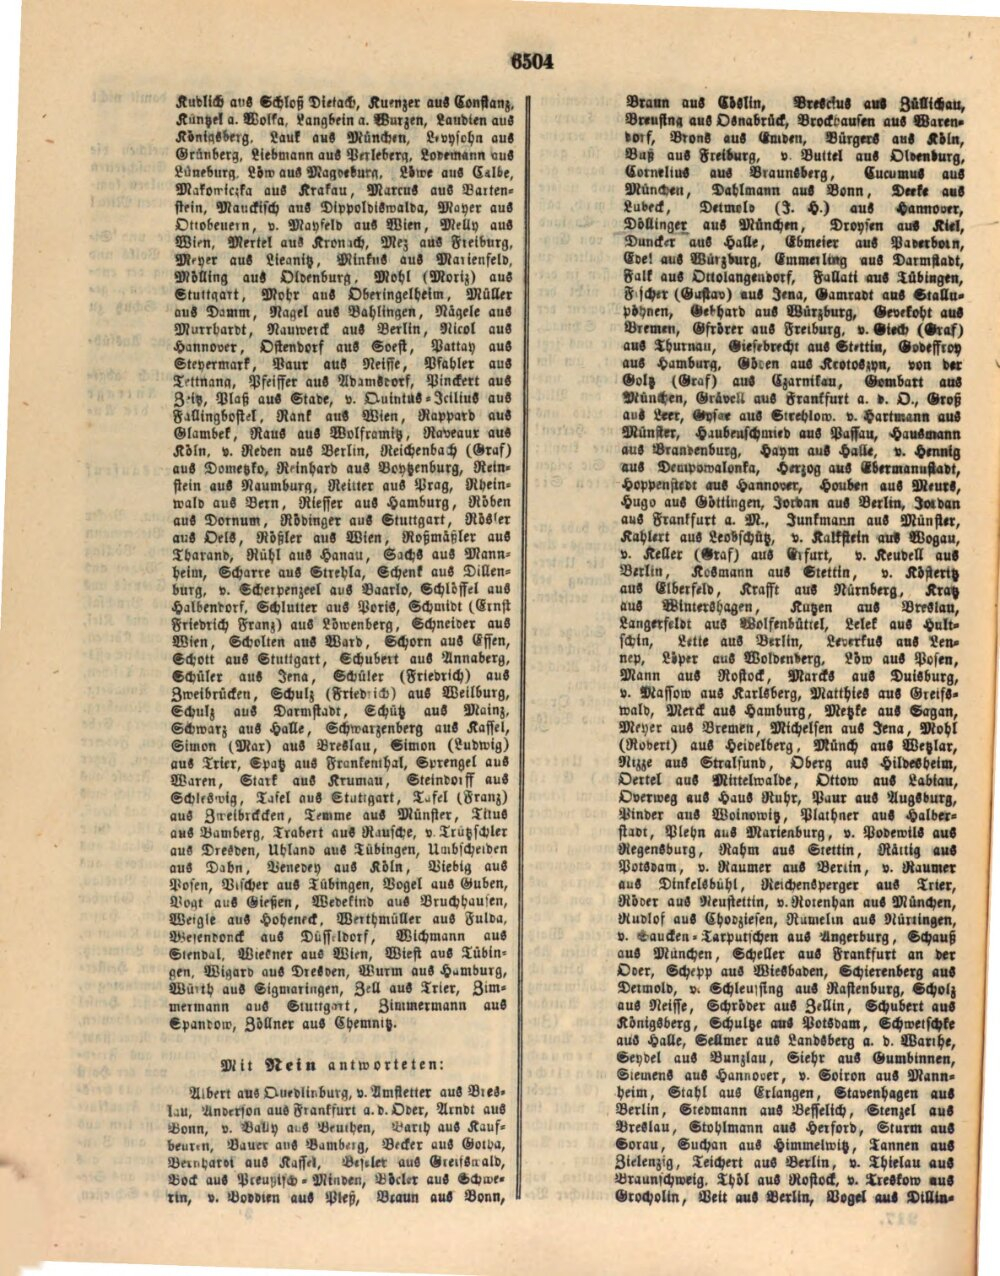 6504
Kudlich aus Schloß Dietach, Kuenzer aus Constanz,
Küntzel a. Wolka, Langbein a. Wurzen, Laudien aus
Königsberg, Lauk aus München, Levysohn aus
Grünberg, Liebmann aus Perleberg, Lodemann aus
Lüneburg, Löw aus Magdeburg, Löwe aus Calbe,
Makowiczka aus Krakau, Marcus aus Barten-
stein, Mauckisch aus Dippoldiswalda, Mayer aus
Ottobeuern, v. Mayfeld aus Wien, Melly aus
Wien, Mertel aus Kronach, Mez aus Freiburg,
Meyer aus Liegnitz, Minkus aus Marienfeld,
Mölling aus Oldenburg, Mohl (Moriz) aus
Stuttgart, Mohr aus Oberingelheim, Müller
aus Damm, Nagel aus Bahlingen, Nägele aus
Murrhardt, Nauwerck aus Berlin, Nicol aus
Hannover, Ostendorf aus Soest, Pattay aus
Steyermark, Paur aus Neisse, Pfahler aus
Tettnang, Pfeiffer aus Adamsdorf, Pinckert aus
Zeitz, Plaß aus Stade, v. Quintus-Icilius aus
Fallingbostel, Rank aus Wien, Rappard aus
Glambek, Raus aus Wolframitz, Raveaux aus
Köln, v. Reden aus Berlin, Reichenbach (Graf)
aus Dometzko, Reinhard aus Boytzenburg, Rein-
stein aus Naumburg, Reitter aus Prag, Rhein-
wald aus Bern, Riesser aus Hamburg, Röben
aus Dornum, Rödinger aus Stuttgart, Rösler
aus Oels, Rößler aus Wien, Roßmäßler aus
Tharand, Rühl aus Hanau, Sachs aus Mann-
heim, Scharre aus Strehla, Schenk aus Dillen-
burg, v. Scherpenzeel aus Baarlo, Schlöffel aus
Halbendorf, Schlutter aus Poris, Schmidt (Ernst
Friedrich Franz) aus Löwenberg, Schneider aus
Wien, Scholten aus Ward, Schorn aus Essen,
Schott aus Stuttgart, Schubert aus Annaberg,
Schüler aus Jena, Schüler (Friedrich) aus
Zweibrücken, Schulz (Friedrich) aus Weilburg,
Schulz aus Darmstadt, Schütz aus Mainz,
Schwarz aus Halle, Schwarzenberg aus Kassel,
Simon (Max) aus Breslau, Simon (Ludwig)
aus Trier, Spatz aus Frankenthal, Sprengel aus
Waren, Stark aus Krumau, Steindorff aus
Schleswig, Tafel aus Stuttgart, Tafel (Franz)
aus Zweibrücken, Temme aus Münster, Titus
aus Bamberg, Trabert aus Rausche, v. Trützschler
aus Dresden, Uhland aus Tübingen, Umbscheiden
aus Dahn, Venedey aus Köln, Viebig aus
Posen, Vischer aus Tübingen, Vogel aus Guben,
Vogt aus Gießen, Wedekind aus Bruchhausen,
Weigle aus Hoheneck, Werthmüller aus Fulda,
Wesendonck aus Düsseldorf, Wichmann aus
Stendal, Wiesner aus Wien, Wiest aus Tübin-
gen, Wigard aus Dresden, Wurm aus Hamburg,
Würth aus Sigmaringen, Zell aus Trier, Zim-
mermann aus Stuttgart, Zimmermann aus
Spandow, Zöllner aus Chemnitz.
Mit Nein antworteten:
Albert aus Quedlinburg, v. Amstetter aus Bres-
lau, Anderson aus Frankfurt a. d. Oder, Arndt aus
Bonn, v. Bally aus Beuthen, Barth aus Kauf-
beuren, Bauer aus Bamberg, Becker aus Gotha,
Bernhardi aus Kassel, Beseler aus Greifswald,
Bock aus Preußisch-Minden, Böcler aus Schwe-
rin, v. Boddien aus Pleß, Braun aus Bonn,
Braun aus Cöslin, Brescius aus Züllichau,
Breusing aus Osnabrück, Brockhausen aus Waren-
dorf, Brons aus Emden, Bürgers aus Köln,
Buß aus Freiburg, v. Buttel aus Oldenburg,
Cornelius aus Braunsberg, Cucumus aus
München, Dahlmann aus Bonn, Deeke aus
Lubeck, Detmold (J. H.) aus Hannover,
Döllinger aus München, Droysen aus Kiel,
Duncker aus Halle, Ebmeier aus Paderborn,
Edel aus Würzburg, Emmerling aus Darmstadt,
Falk aus Ottolangendorf, Fallati aus Tübingen,
Fischer (Gustav) aus Jena, Gamradt aus Stallu-
pöhnen, Gebhard aus Würzburg, Gevekoht aus
Bremen, Gfrörer aus Freiburg, v. Giech (Graf)
aus Thurnau, Giesebrecht aus Stettin, Godeffroy
aus Hamburg, Göden aus Krotoszyn, von der
Goltz (Graf) aus Czarnikau, Gombart aus
München, Grävell aus Frankfurt a. d. O., Groß
aus Leer, Gysae aus Strehlow. v. Hartmann aus
Münster, Haubenschmied aus Passau, Hausmann
aus Brandenburg, Haym aus Halle, v. Hennig
aus Dempowalonka, Herzog aus Ebermannstadt,
Hoppenstedt aus Hannover, Houben aus Meurs,
Hugo aus Göttingen, Jordan aus Berlin, Jordan
aus Frankfurt a. M., Junkmann aus Münster,
Kahlert aus Leobschütz, v. Kalkstein aus Wogau,
v. Keller (Graf) aus Erfurt, v. Keudell aus
Berlin, Kosmann aus Stettin, v. Kösteritz
aus Elberfeld, Krafft aus Nürnberg, Kratz
aus Wintershagen, Kutzen aus Breslau,
Langerfeldt aus Wolfenbüttel, Lelek aus Hult-
schin, Lette aus Berlin, Leverkus aus Len-
nep, Löper aus Woldenberg, Löw aus Posen,
Mann aus Rostock, Marcks aus Duisburg,
v. Massow aus Karlsberg, Matthies aus Greifs-
wald, Merck aus Hamburg, Metzke aus Sagan,
Meyer aus Bremen, Michelsen aus Jena, Mohl
(Robert) aus Heidelberg, Münch aus Wetzlar,
Nizze aus Stralsund, Oberg aus Hildesheim,
Oertel aus Mittelwalde, Ottow aus Labiau,
Overweg aus Haus Ruhr, Paur aus Augsburg,
Pinder aus Woinowitz, Plathner aus Halber-
stadt, Plehn aus Marienburg, v. Podewils aus
Regensburg, Rahm aus Stettin, Rättig aus
Potsdam, v. Raumer aus Berlin, v. Raumer
aus Dinkelsbühl, Reichensperger aus Trier,
Röder aus Neustettin, v. Rotenhan aus München,
Rudlof aus Chodziesen, Rümelin aus Nürtingen,
v. Saucken-Tarputschen aus Angerburg, Schauß
aus München, Scheller aus Frankfurt an der
Oder, Schepp aus Wiesbaden, Schierenberg aus
Detmold, v. Schleusing aus Rastenburg, Scholz
aus Neisse, Schröder aus Zellin, Schubert aus
Königsberg, Schultze aus Potsdam, Schwetschke
aus Halle, Sellmer aus Landsberg a. d. Warthe,
Seydel aus Bunzlau, Siehr aus Gumbinnen,
Siemens aus Hannover, v. Soiron aus Mann-
heim, Stahl aus Erlangen, Stavenhagen aus
Berlin, Stedmann aus Besselich, Stenzel aus
Breslau, Stohlmann aus Herford, Sturm aus
Sorau, Suchan aus Himmelwitz, Tannen aus
Zielenzig, Teichert aus Berlin, v. Thielau aus
Braunschweig, Thöl aus Rostock, v. Treskow aus
Grocholin, Veit aus Berlin, Vogel aus Dillin-